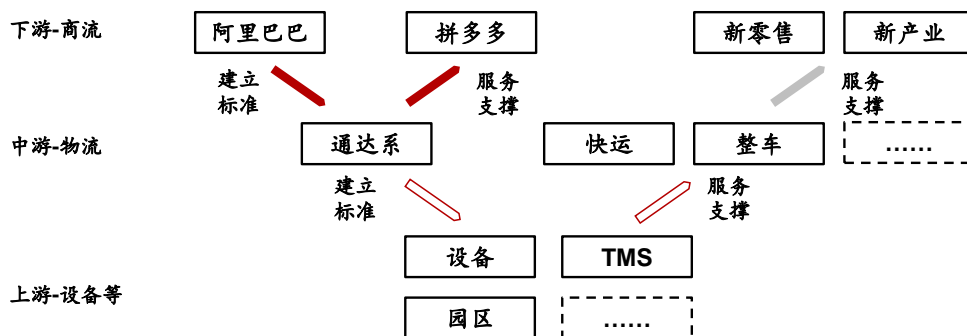 下游-商流
阿里巴巴
拼多多
新零售
新产业
建立
标准
服务
支撑
服务
支撑
中游-物流
通达系
快运
整车
......
建立
标准
服务
支撑
设备
TMS
上游-设备等
园区
......